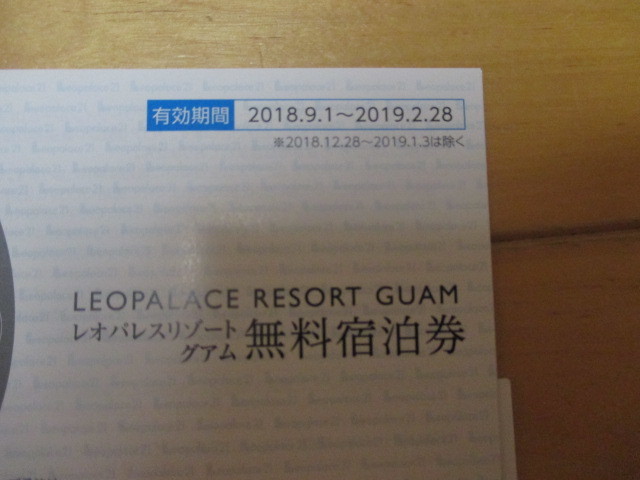 有効期間 2018.9.1～2019.2.28
※2018.12.28～2019.1.3は除く
LEOPALACE RESORT GUAM
レオパレスリゾート
グアム 無料宿泊券